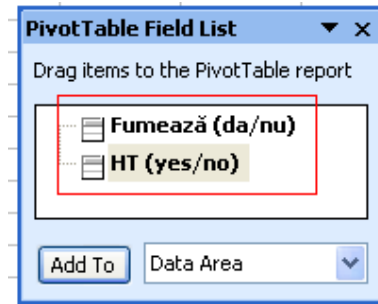 PivotTable Field List
Drag items to the PivotTable report
Fumează (da/nu)
HT (yes/no)
Add To
Data Area